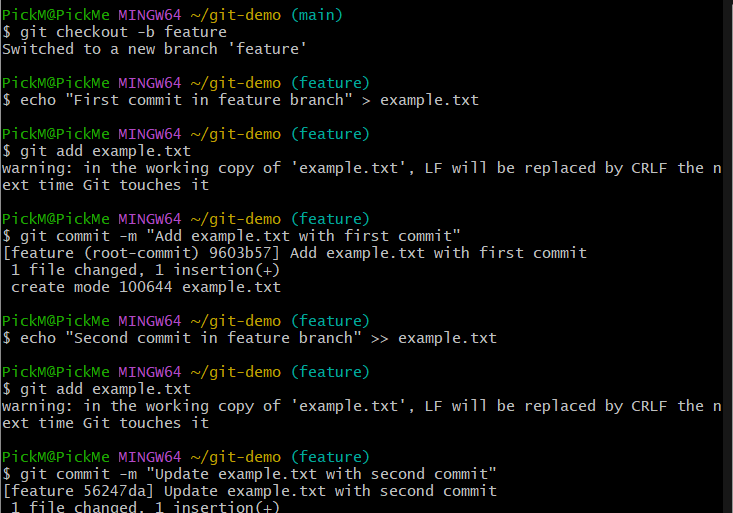 PickM@PickMe MINGW64 ~/git-demo (main)
$ git checkout -b feature
Switched to a new branch 'feature'
PickM@PickMe MINGW64 ~/git-demo (feature)
$ echo "First commit in feature branch" > example.txt
PickM@PickMe MINGW64 ~/git-demo (feature)
$ git add example.txt
warning: in the working copy of 'example.txt', LF will be replaced by CRLF the n
ext time Git touches it
PickM@PickMe MINGW64 ~/git-demo (feature)
$ git commit -m "Add example.txt with first commit"
[feature (root-commit) 9603b57] Add example.txt with first commit
 1 file changed, 1 insertion(+)
 create mode 100644 example.txt
PickM@PickMe MINGW64 ~/git-demo (feature)
$ echo "Second commit in feature branch" >> example.txt
PickM@PickMe MINGW64 ~/git-demo (feature)
$ git add example.txt
warning: in the working copy of 'example.txt', LF will be replaced by CRLF the n
ext time Git touches it
PickM@PickMe MINGW64 ~/git-demo (feature)
$ git commit -m "Update example.txt with second commit"
[feature 56247da] Update example.txt with second commit
 1 file changed, 1 insertion(+)